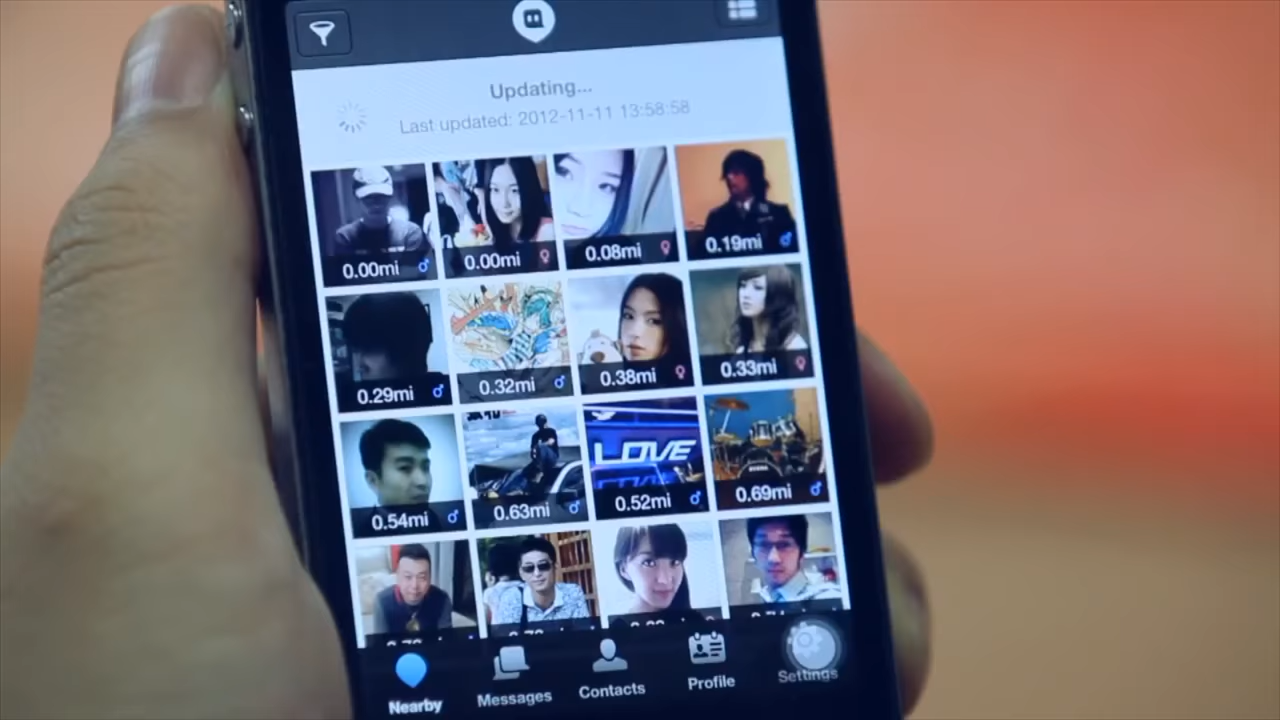 Updating...
Last updated: 2012-11-11 13:58:58
0.00mi
0.00mi
0.08mi
0.19mi
0.29mi
0.32mi
0.38mi
0.33mi
0.54mi
0.63mi
0.52mi
0.69mi
LOVE
Nearby
Messages
Contacts
Profile
Settings